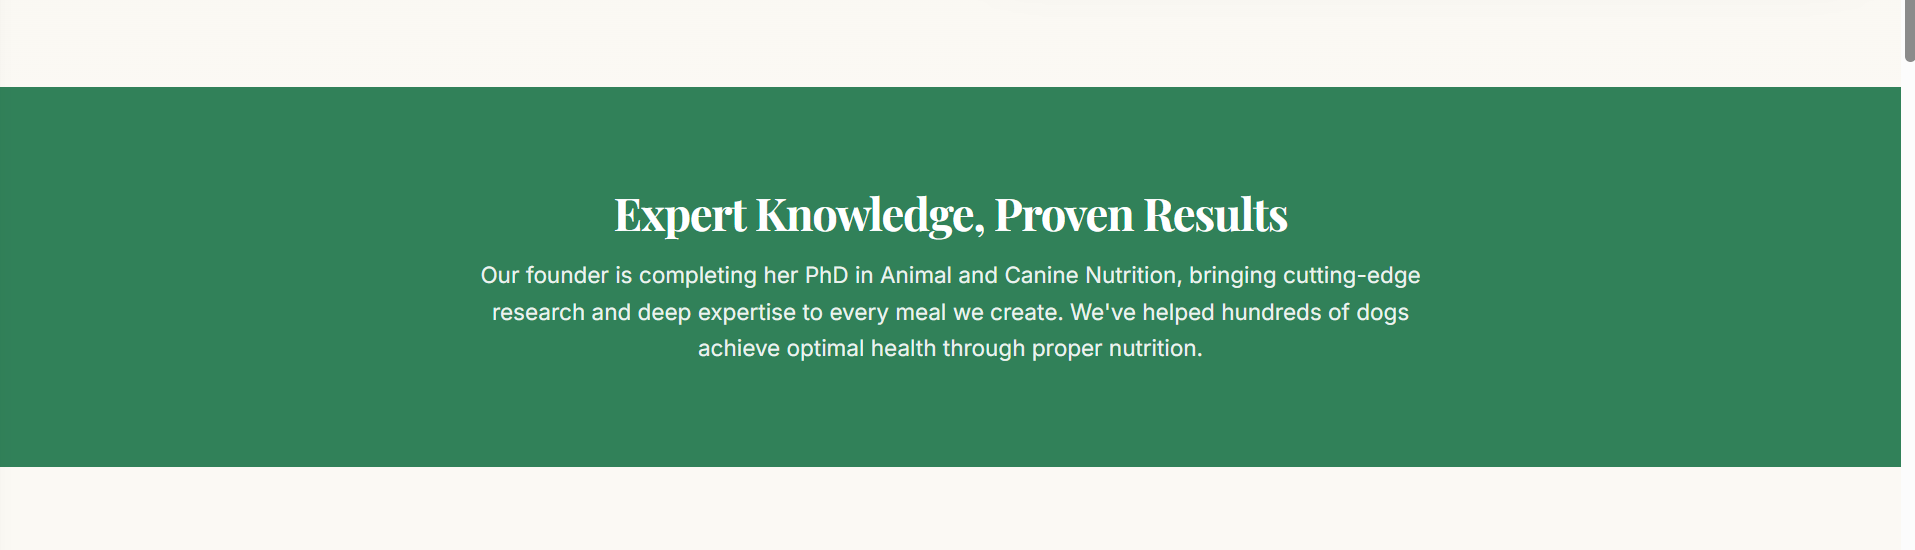 Expert Knowledge, Proven Results
Our founder is completing her PhD in Animal and Canine Nutrition, bringing cutting-edge
research and deep expertise to every meal we create. We've helped hundreds of dogs
achieve optimal health through proper nutrition.